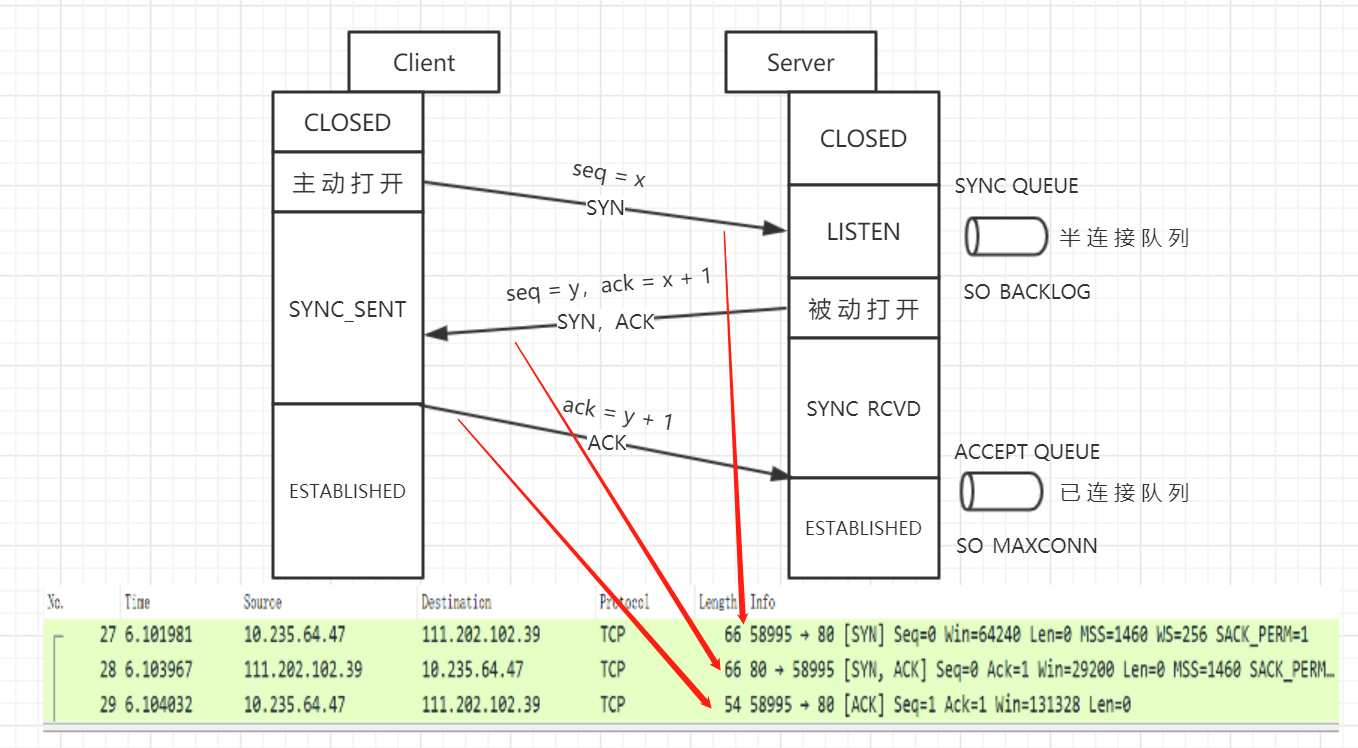 Client
Server
CLOSED
CLOSED
主动打开
seq = x
SYN
SYNC QUEUE
LISTEN
半连接队列
SYNC_SENT
seq = y，ack = x + 1
SYN，ACK
SO BACKLOG
被动打开
ack = y + 1
ACK
SYNC RCVD
ACCEPT QUEUE
ESTABLISHED
已连接队列
ESTABLISHED
SO MAXCONN
No. Time Source Destination Protocol Length Info
27 6.101981 10.235.64.47 111.202.102.39 TCP 66 58995 → 80 [SYN] Seq=0 Win=64240 Len=0 MSS=1460 WS=256 SACK_PERM=1
28 6.103967 111.202.102.39 10.235.64.47 TCP 66 80 → 58995 [SYN, ACK] Seq=0 Ack=1 Win=29200 Len=0 MSS=1460 SACK_PERM…
29 6.104032 10.235.64.47 111.202.102.39 TCP 54 58995 → 80 [ACK] Seq=1 Ack=1 Win=131328 Len=0